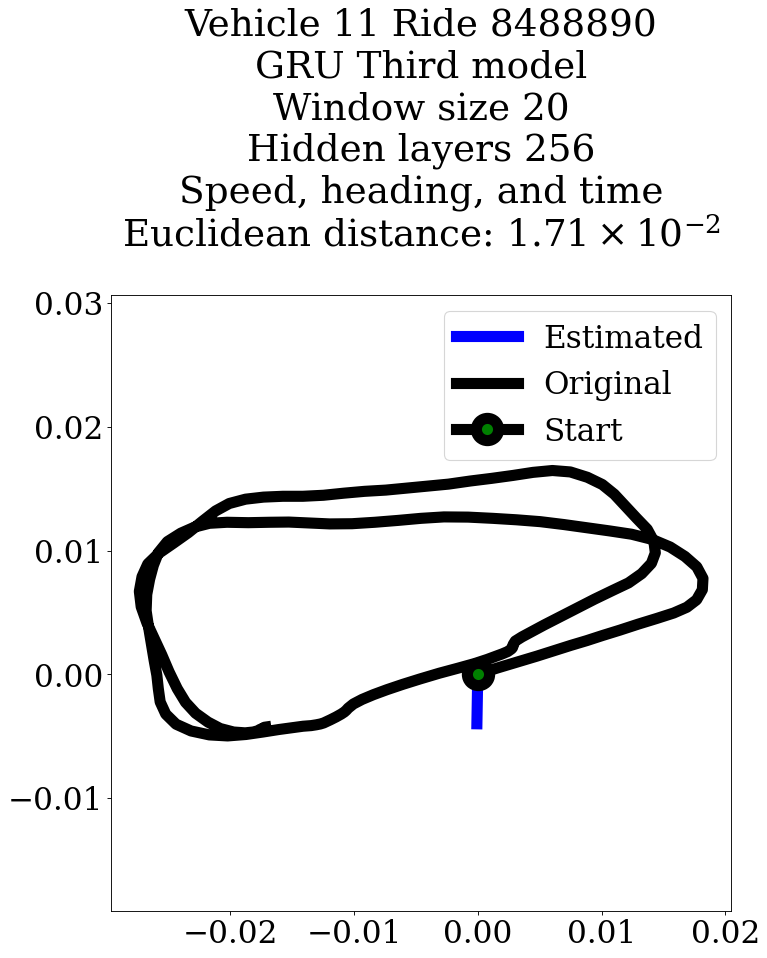 Vehicle 11 Ride 8488890
GRU Third model
Window size 20
Hidden layers 256
Speed, heading, and time
Euclidean distance: 1.71 × 10⁻²
Estimated
Original
Start
0.03
0.02
0.01
0.00
−0.01
−0.02 −0.01 0.00 0.01 0.02